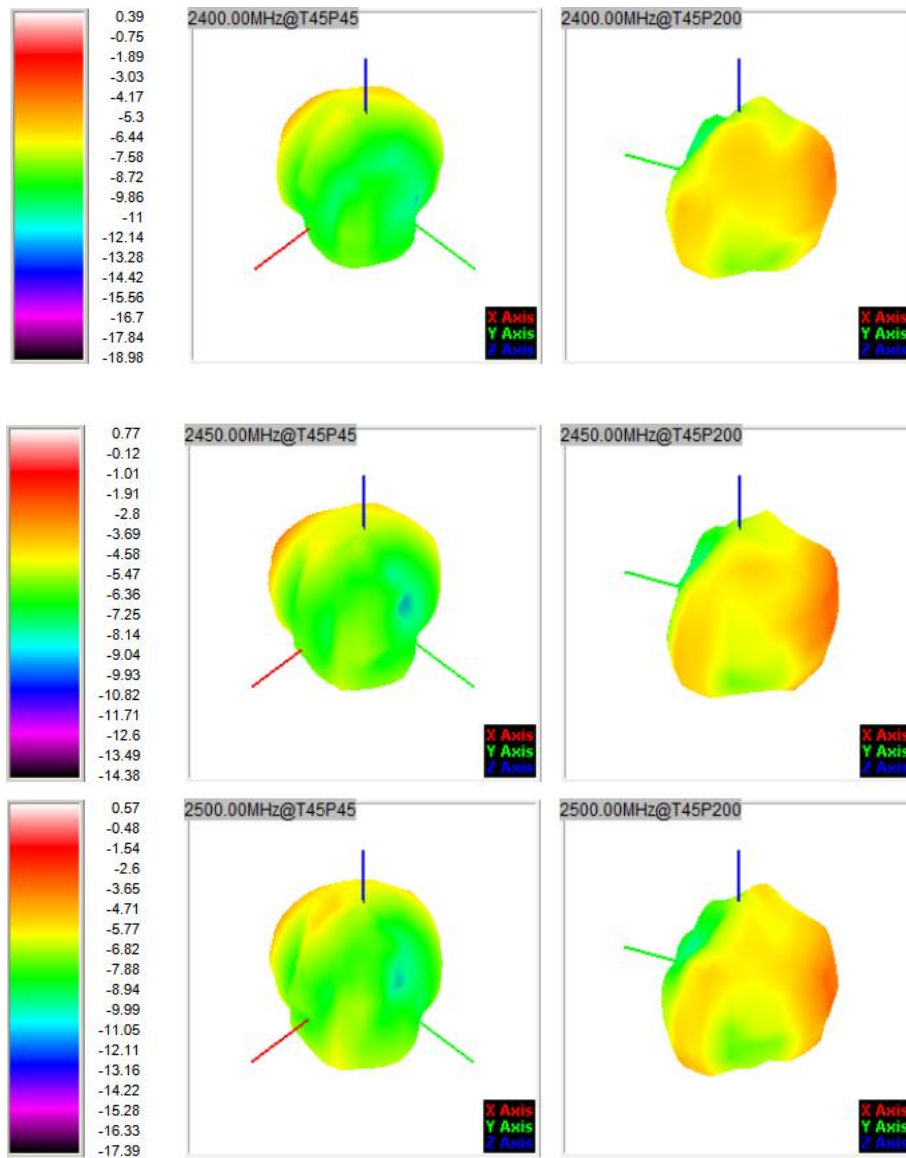 0.39
-0.75
-1.89
-3.03
-4.17
-5.3
-6.44
-7.58
-8.72
-9.86
-11
-12.14
-13.28
-14.42
-15.56
-16.7
-17.84
-18.98
2400.00MHz@T45P45
X Axis
Y Axis
Z Axis
2400.00MHz@T45P200
X Axis
Y Axis
Z Axis
0.77
-0.12
-1.01
-1.91
-2.8
-3.69
-4.58
-5.47
-6.36
-7.25
-8.14
-9.04
-9.93
-10.82
-11.71
-12.6
-13.49
-14.38
2450.00MHz@T45P45
X Axis
Y Axis
Z Axis
2450.00MHz@T45P200
X Axis
Y Axis
Z Axis
0.57
-0.48
-1.54
-2.6
-3.65
-4.71
-5.77
-6.82
-7.88
-8.94
-9.99
-11.05
-12.11
-13.16
-14.22
-15.28
-16.33
-17.39
2500.00MHz@T45P45
X Axis
Y Axis
Z Axis
2500.00MHz@T45P200
X Axis
Y Axis
Z Axis